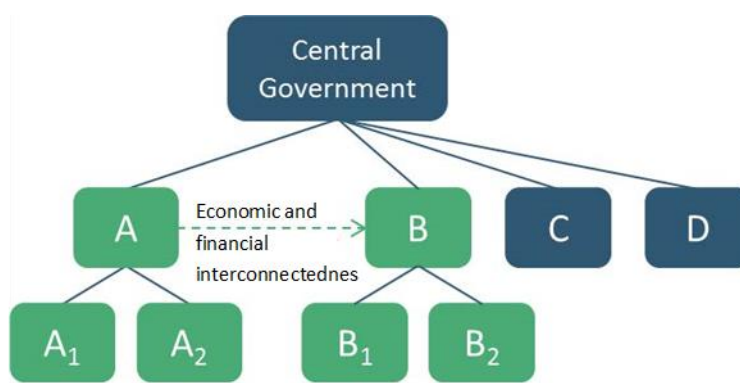 Central
Government
A
Economic and
financial
interconnectednes
B
C
D
A₁
A₂
B₁
B₂